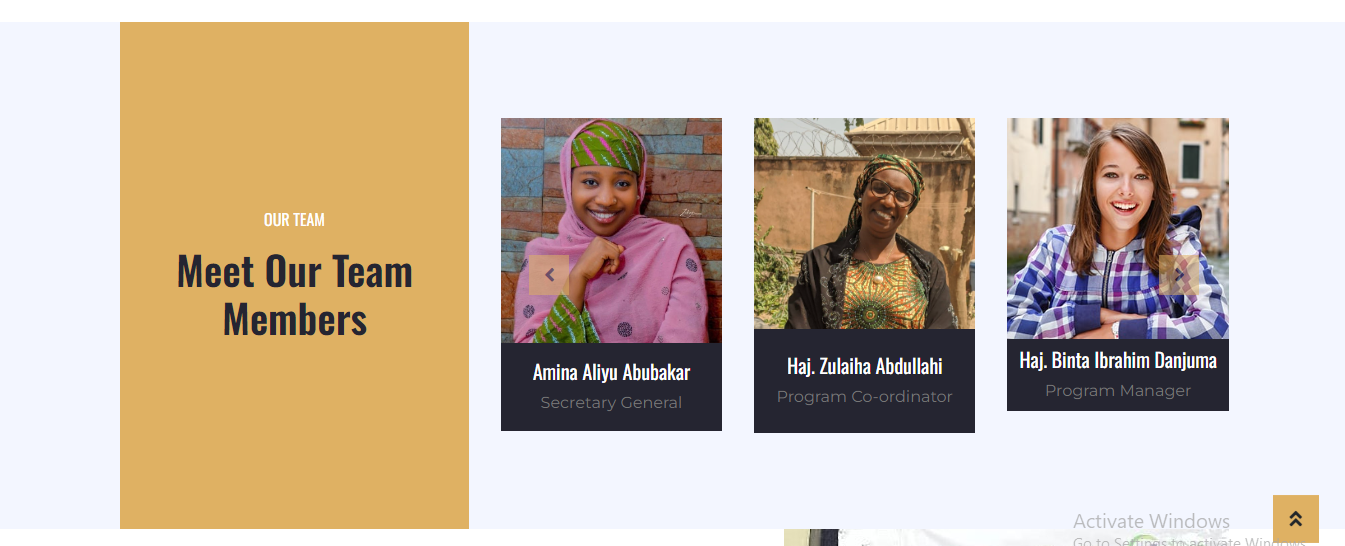 OUR TEAM
Meet Our Team
Members
Amina Aliyu Abubakar
Secretary General
Haj. Zulaiha Abdullahi
Program Co-ordinator
Haj. Binta Ibrahim Danjuma
Program Manager
Activate Windows
Go to Settings to activate Windows.